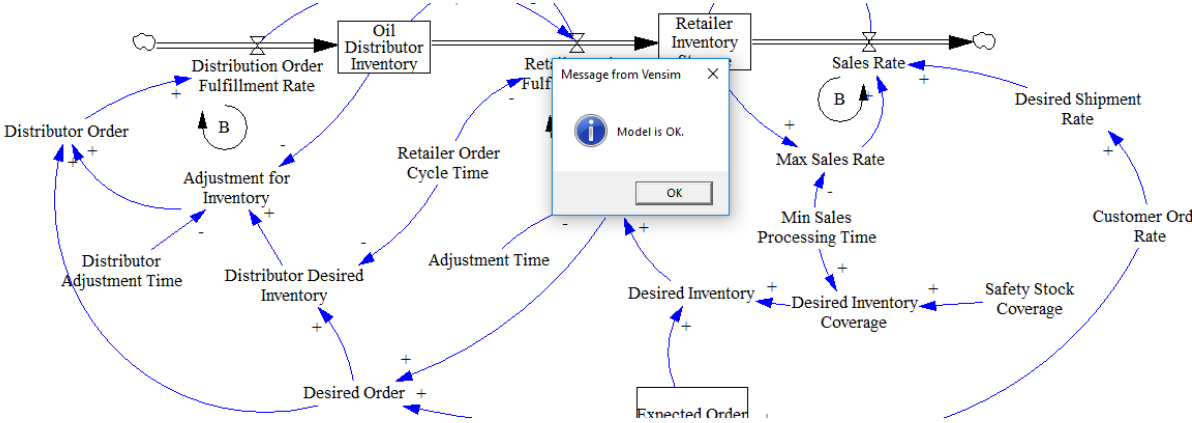 Oil
Distributor
Inventory
Retailer
Inventory
Distribution Order
Fulfillment Rate
Sales Rate
Message from Vensim
Model is OK.
OK
B
B
Desired Shipment
Rate
Distributor Order
Retailer Order
Cycle Time
Max Sales Rate
Adjustment for
Inventory
Min Sales
Processing Time
Customer Ord
Rate
Distributor
Adjustment Time
Distributor Desired
Inventory
Adjustment Time
Desired Inventory
Desired Inventory
Coverage
Safety Stock
Coverage
Desired Order
Expected Order